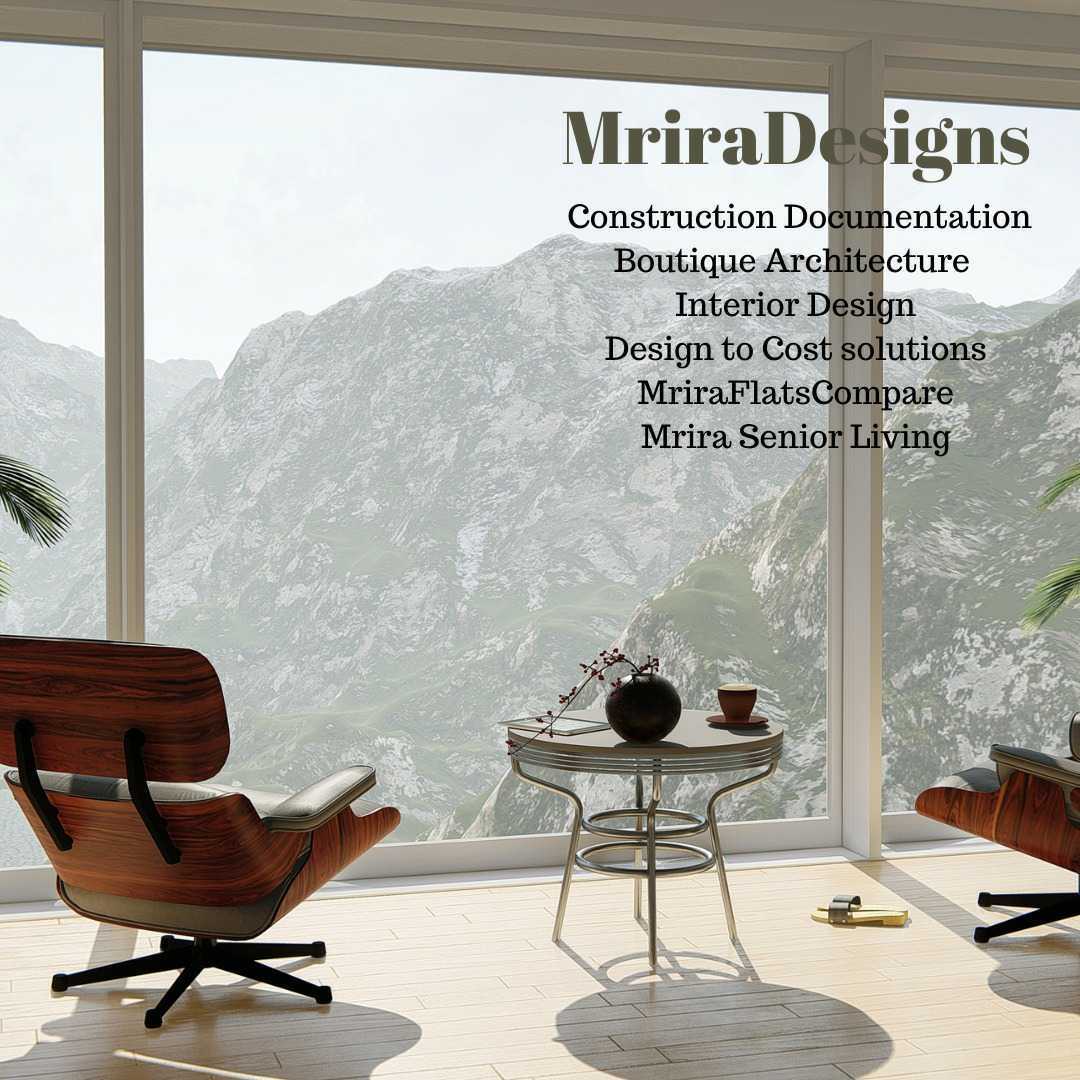 MriraDesigns
Construction Documentation
Boutique Architecture
Interior Design
Design to Cost solutions
MriraFlatsCompare
Mrira Senior Living